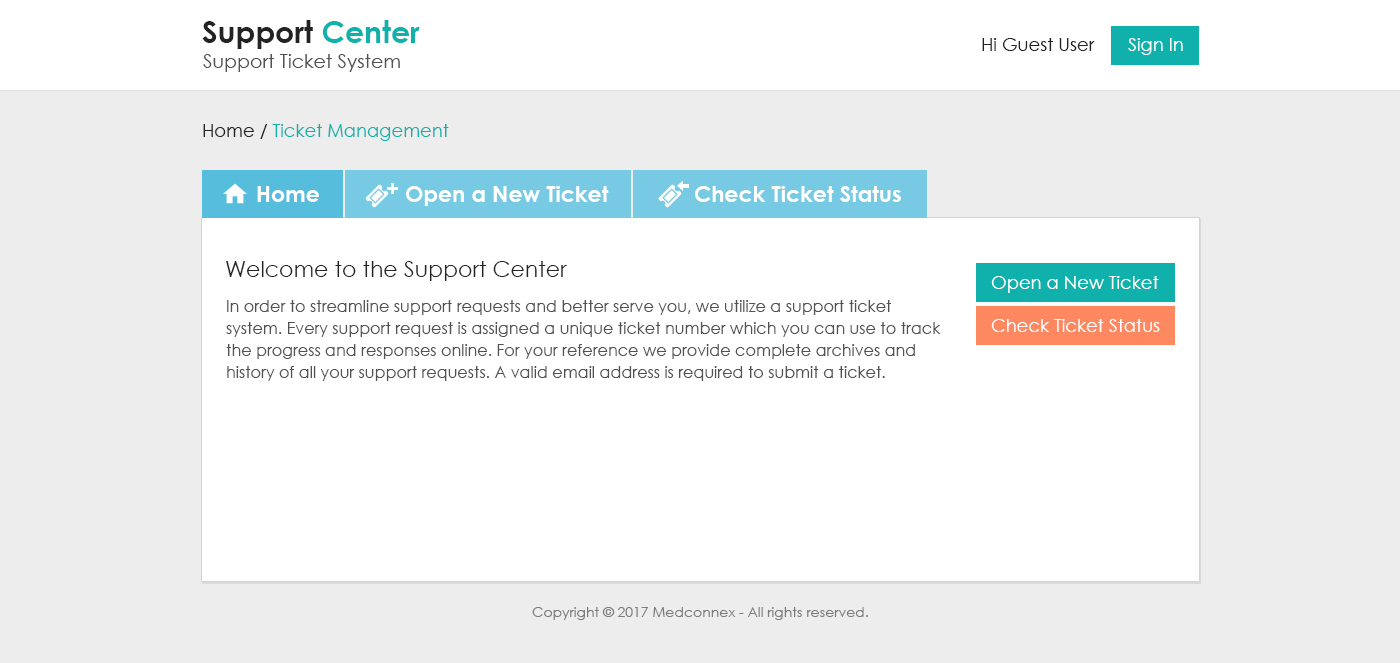 Support Center
Support Ticket System
Hi Guest User
Sign In
Home / Ticket Management
Home
Open a New Ticket
Check Ticket Status
Welcome to the Support Center
In order to streamline support requests and better serve you, we utilize a support ticket
system. Every support request is assigned a unique ticket number which you can use to track
the progress and responses online. For your reference we provide complete archives and
history of all your support requests. A valid email address is required to submit a ticket.
Open a New Ticket
Check Ticket Status
Copyright © 2017 Medconnex - All rights reserved.